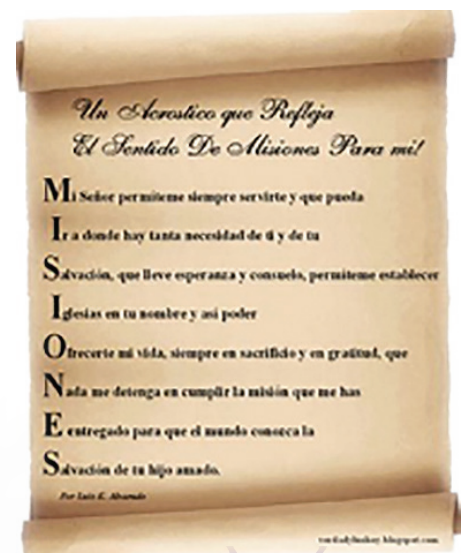 Un Acrostico que Refleja
El Sentido De Misiones Para mi!
Mi Señor permiteme siempre servirte y que pueda
Ir a donde hay tanta necesidad de ti y de tu
Salvación, que lleve esperanza y consuelo, permiteme establecer
Iglesias en tu nombre y asi poder
Ofrecerte mi vida, siempre en sacrificio y en gratitud, que
Nada me detenga en cumplir la misión que me has
E entregado para que el mundo conozca la
Salvación de tu hijo amado.
Por Luis E. Alvarado